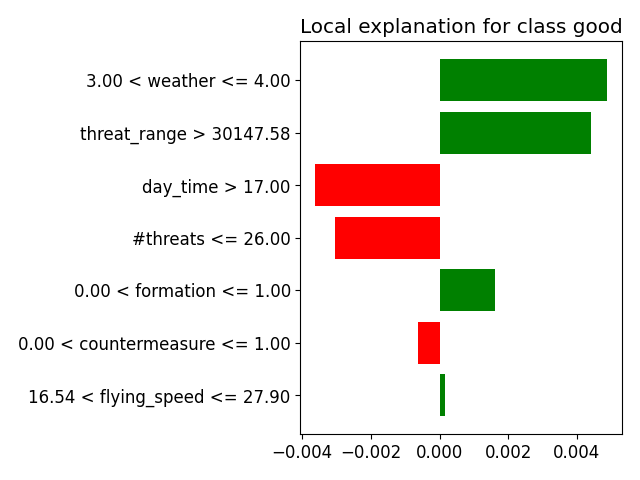 Local explanation for class good
3.00 < weather <= 4.00
threat_range > 30147.58
day_time > 17.00
#threats <= 26.00
0.00 < formation <= 1.00
0.00 < countermeasure <= 1.00
16.54 < flying_speed <= 27.90
−0.004 −0.002 0.000 0.002 0.004